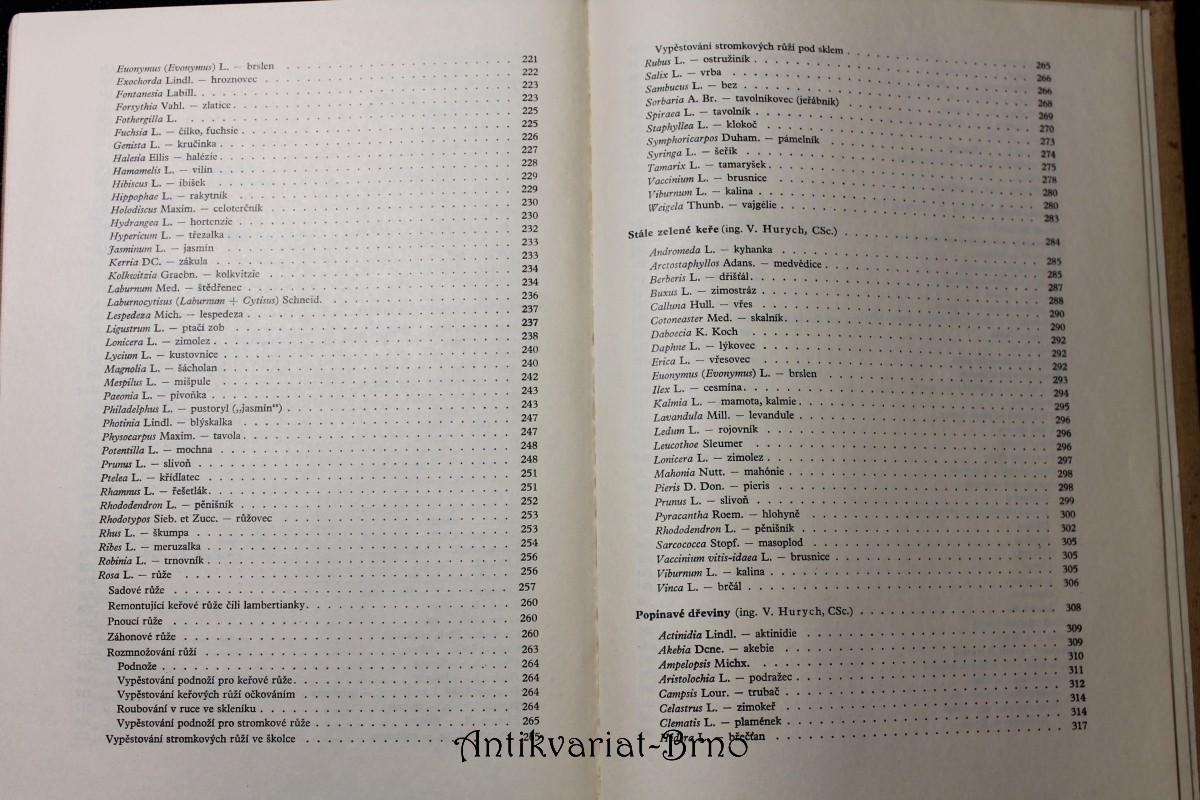 Euonymus (Evonymus) L. — brslen 221
Exochorda Lindl. — hroznovec 222
Fontanesia Labill. 223
Forsythia Vahl. — zlatice 223
Fothergilla L. 225
Fuchsia L. — čílko, fuchsie 225
Genista L. — kručinka 226
Halesia Ellis — halézie 227
Hamamelis L. — vilín 228
Hibiscus L. — ibišek 229
Hippophae L. — rakytník 229
Holodiscus Maxim. — celoterčník 230
Hydrangea L. — hortenzie 230
Hypericum L. — třezalka 232
Jasminum L. — jasmín 233
Kerria DC. — zákula 233
Kolkwitzia Graebn. — kolkvitzie 234
Laburnum Med. — štědřenec 234
Laburnocytisus (Laburnum + Cytisus) Schneid. 236
Lespedeza Mich. — lespedeza 237
Ligustrum L. — ptačí zob 237
Lonicera L. — zimolez 238
Lycium L. — kustovnice 240
Magnolia L. — šácholan 240
Mespilus L. — mišpule 242
Paeonia L. — pivoňka 243
Philadelphus L. — pustoryl („jasmín“) 243
Photinia Lindl. — blýskalka 247
Physocarpus Maxim. — tavola 247
Potentilla L. — mochna 248
Prunus L. — slivoň 248
Ptelea L. — křídlatec 251
Rhamnus L. — řešetlák 251
Rhododendron L. — pěnišník 252
Rhodotypos Sieb. et Zucc. — růžovec 253
Rhus L. — škumpa 253
Ribes L. — meruzalka 254
Robinia L. — trnovník 256
Rosa L. — růže 256
Sadové růže 257
Remontující keřové růže čili lambertianky 260
Pnoucí růže 260
Záhonové růže 260
Rozmnožování růží 263
Podnože 264
Vypěstování podnoží pro keřové růže 264
Vypěstování keřových růží očkováním 264
Roubování v ruce ve skleníku 264
Vypěstování podnoží pro stromkové růže 265
Vypěstování stromkových růží ve školce
Vypěstování stromkových růží pod sklem 265
Rubus L. — ostružiník 266
Salix L. — vrba 266
Sambucus L. — bez 268
Sorbaria A. Br. — tavolníkovec (jeřábník) 269
Spiraea L. — tavolník 270
Staphyllea L. — klokoč 273
Symphoricarpos Duham. — pámelník 274
Syringa L. — šeřík 275
Tamarix L. — tamaryšek 278
Vaccinium L. — brusnice 280
Viburnum L. — kalina 280
Weigela Thunb. — vajgélie 283
Stále zelené keře (ing. V. Hurych, CSc.) 284
Andromeda L. — kyhanka 285
Arctostaphyllos Adans. — medvědice 285
Berberis L. — dřišťál 287
Buxus L. — zimostráz 288
Calluna Hull. — vřes 290
Cotoneaster Med. — skalník 290
Daboecia K. Koch 292
Daphne L. — lýkovec 292
Erica L. — vřesovec 292
Euonymus (Evonymus) L. — brslen 293
Ilex L. — cesmína 294
Kalmia L. — mamota, kalmie 295
Lavandula Mill. — levandule 296
Ledum L. — rojovník 296
Leucothoe Sleumer 296
Lonicera L. — zimolez 297
Mahonia Nutt. — mahónie 298
Pieris D. Don. — pieris 298
Prunus L. — slivoň 299
Pyracantha Roem. — hlohyně 300
Rhododendron L. — pěnišník 302
Sarcococca Stopf. — masoplod 305
Vaccinium vitis-idaea L. — brusnice 305
Viburnum L. — kalina 305
Vinca L. — brčál 306
Popínavé dřeviny (ing. V. Hurych, CSc.) 308
Actinidia Lindl. — aktinidie 309
Akebia Dcne. — akebie 309
Ampelopsis Michx. 310
Aristolochia L. — podražec 311
Campsis Lour. — trubač 312
Celastrus L. — zimokeř 314
Clematis L. — plamének 314
Hedera L. — břečťan 317
Antikvariat-Brno